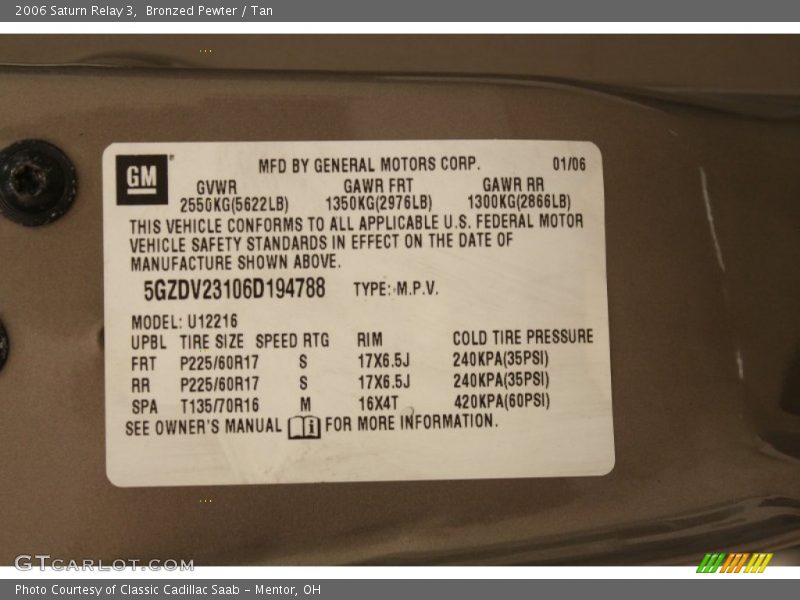 2006 Saturn Relay 3, Bronzed Pewter / Tan
GM
MFD BY GENERAL MOTORS CORP. 01/06
GVWR GAWR FRT GAWR RR
2550KG(5622LB) 1350KG(2976LB) 1300KG(2866LB)
THIS VEHICLE CONFORMS TO ALL APPLICABLE U.S. FEDERAL MOTOR
VEHICLE SAFETY STANDARDS IN EFFECT ON THE DATE OF
MANUFACTURE SHOWN ABOVE.
5GZDV23106D194788 TYPE: M.P.V.
MODEL: U12216
UPBL TIRE SIZE SPEED RTG RIM COLD TIRE PRESSURE
FRT P225/60R17 S 17X6.5J 240KPA(35PSI)
RR P225/60R17 S 17X6.5J 240KPA(35PSI)
SPA T135/70R16 M 16X4T 420KPA(60PSI)
SEE OWNER'S MANUAL i FOR MORE INFORMATION.
GTCARLOT.COM
Photo Courtesy of Classic Cadillac Saab - Mentor, OH